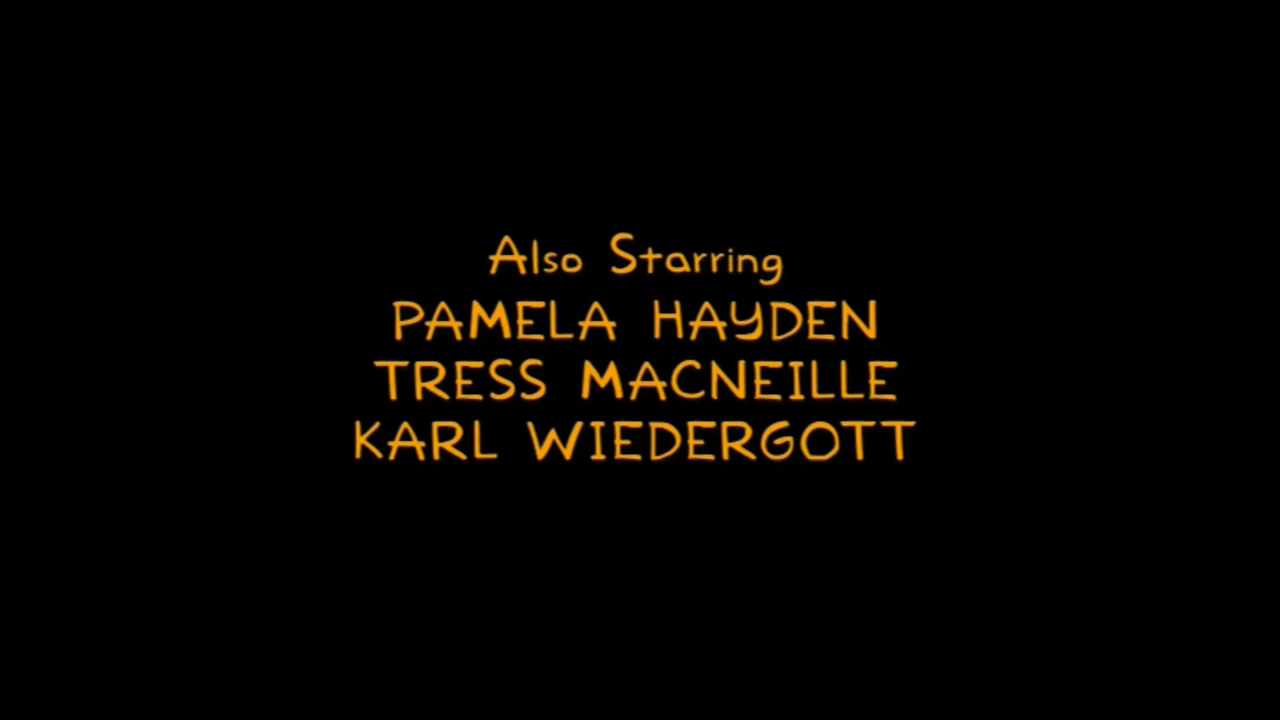 Also Starring
PAMELA HAYDEN
TRESS MACNEILLE
KARL WIEDERGOTT